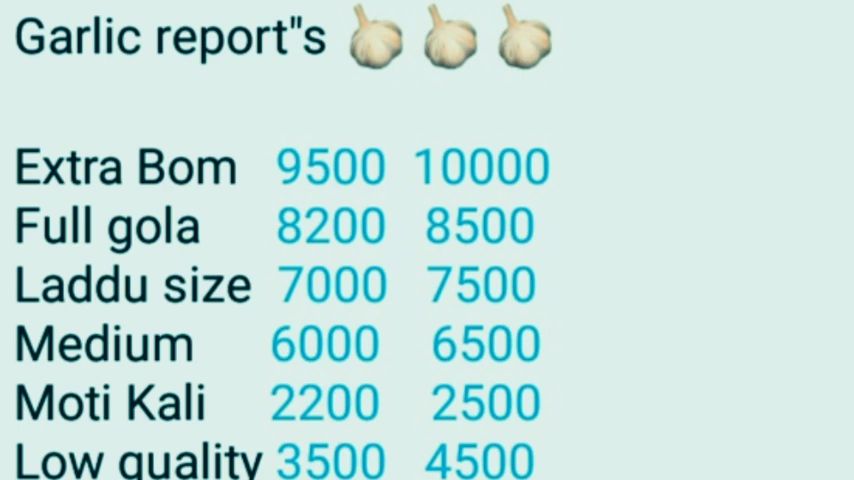 Garlic report"s 🧄 🧄 🧄
Extra Bom 9500 10000
Full gola 8200 8500
Laddu size 7000 7500
Medium 6000 6500
Moti Kali 2200 2500
Low quality 3500 4500